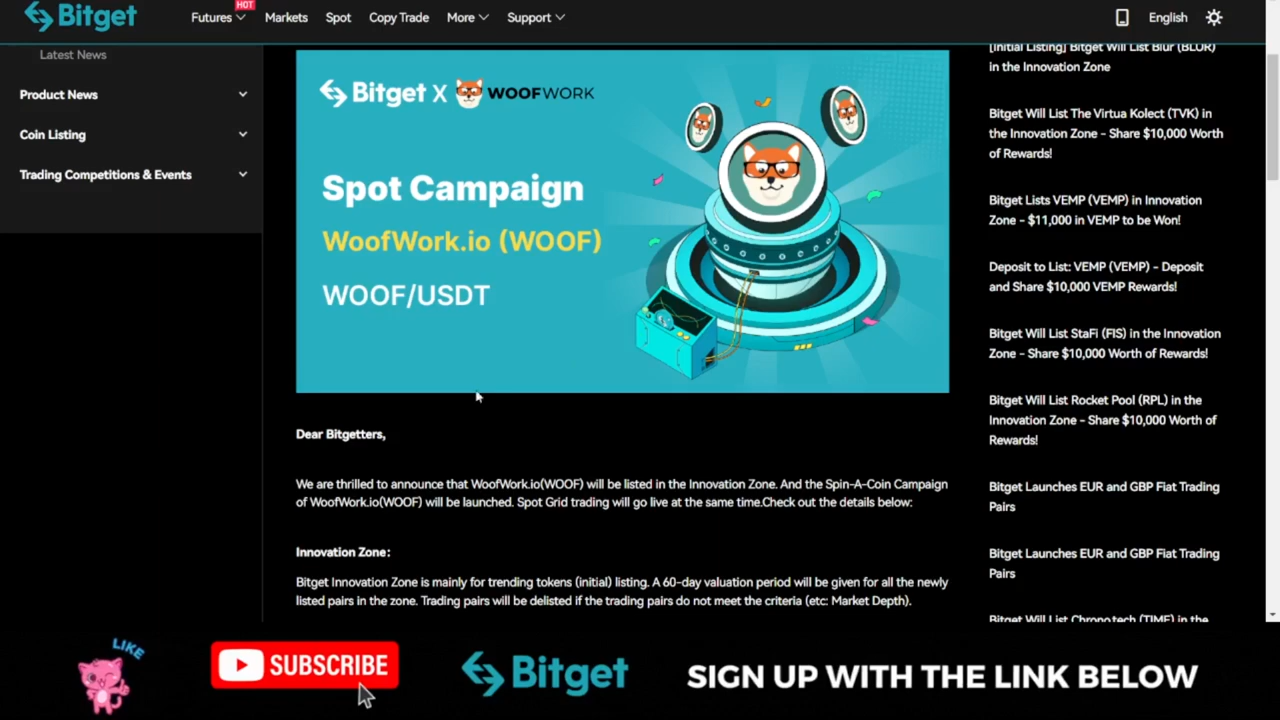 Bitget
Futures
HOT
Markets
Spot
Copy Trade
More
Support
English
Latest News
Product News
Coin Listing
Trading Competitions & Events
Bitget X WOOFWORK
Spot Campaign
WoofWork.io (WOOF)
WOOF/USDT
Dear Bitgetters,
We are thrilled to announce that WoofWork.io(WOOF) will be listed in the Innovation Zone. And the Spin-A-Coin Campaign
of WoofWork.io(WOOF) will be launched. Spot Grid trading will go live at the same time.Check out the details below:
Innovation Zone:
Bitget Innovation Zone is mainly for trending tokens (initial) listing. A 60-day valuation period will be given for all the newly
listed pairs in the zone. Trading pairs will be delisted if the trading pairs do not meet the criteria (etc: Market Depth).
[Initial Listing] Bitget Will List Blur (BLUR)
in the Innovation Zone
Bitget Will List The Virtua Kolect (TVK) in
the Innovation Zone - Share $10,000 Worth
of Rewards!
Bitget Lists VEMP (VEMP) in Innovation
Zone - $11,000 in VEMP to be Won!
Deposit to List: VEMP (VEMP) - Deposit
and Share $10,000 VEMP Rewards!
Bitget Will List StaFi (FIS) in the Innovation
Zone - Share $10,000 Worth of Rewards!
Bitget Will List Rocket Pool (RPL) in the
Innovation Zone - Share $10,000 Worth of
Rewards!
Bitget Launches EUR and GBP Fiat Trading
Pairs
Bitget Launches EUR and GBP Fiat Trading
Pairs
Bitget Will List Chrono.tech (TIME) in the
LIKE
SUBSCRIBE
Bitget
SIGN UP WITH THE LINK BELOW